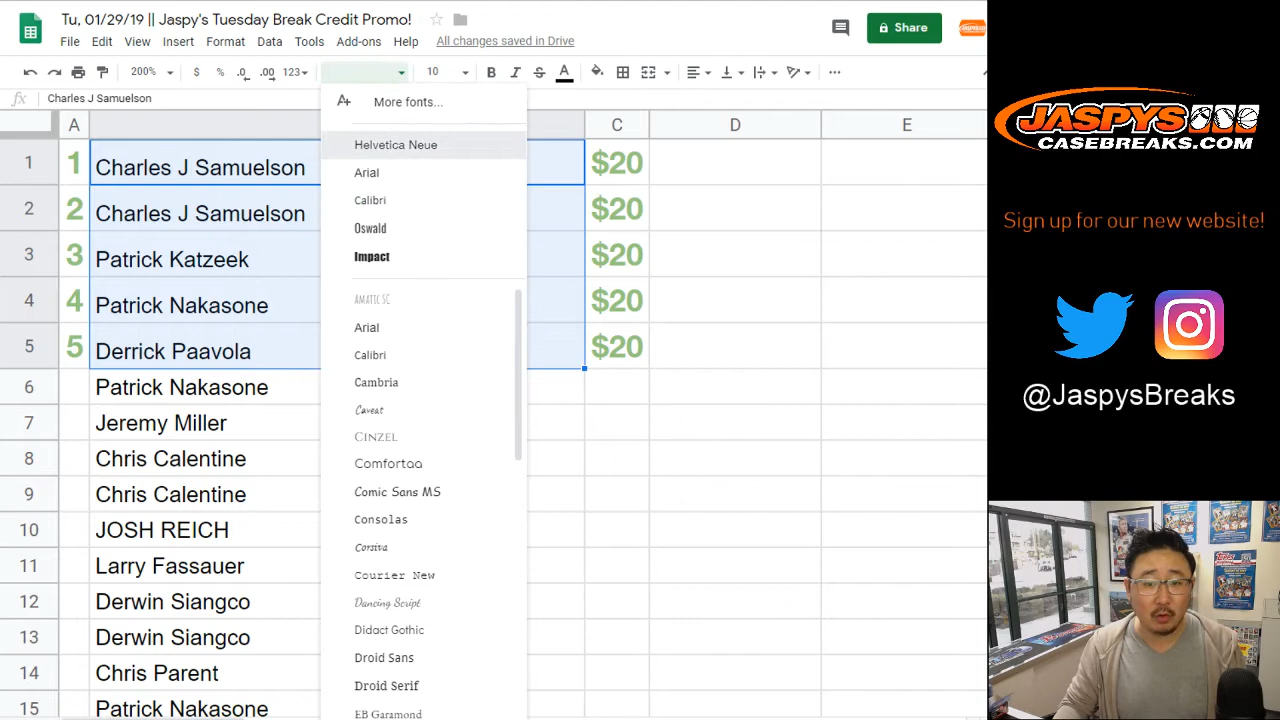 Tu, 01/29/19 || Jaspy's Tuesday Break Credit Promo!
File Edit View Insert Format Data Tools Add-ons Help All changes saved in Drive
Share
200% $ % .0 .00 123 10 B I S A
fx Charles J Samuelson
More fonts...
A C D E
1 1 Charles J Samuelson $20
2 2 Charles J Samuelson $20
3 3 Patrick Katzeek $20
4 4 Patrick Nakasone $20
5 5 Derrick Paavola $20
6 Patrick Nakasone
7 Jeremy Miller
8 Chris Calentine
9 Chris Calentine
10 JOSH REICH
11 Larry Fassauer
12 Derwin Siangco
13 Derwin Siangco
14 Chris Parent
15 Patrick Nakasone
Helvetica Neue
Arial
Calibri
Oswald
Impact
AMATIC SC
Arial
Calibri
Cambria
Caveat
CINZEL
Comfortaa
Comic Sans MS
Consolas
Corsiva
Courier New
Dancing Script
Didact Gothic
Droid Sans
Droid Serif
EB Garamond
JASPYS
CASEBREAKS.COM
Sign up for our new website!
@JaspysBreaks